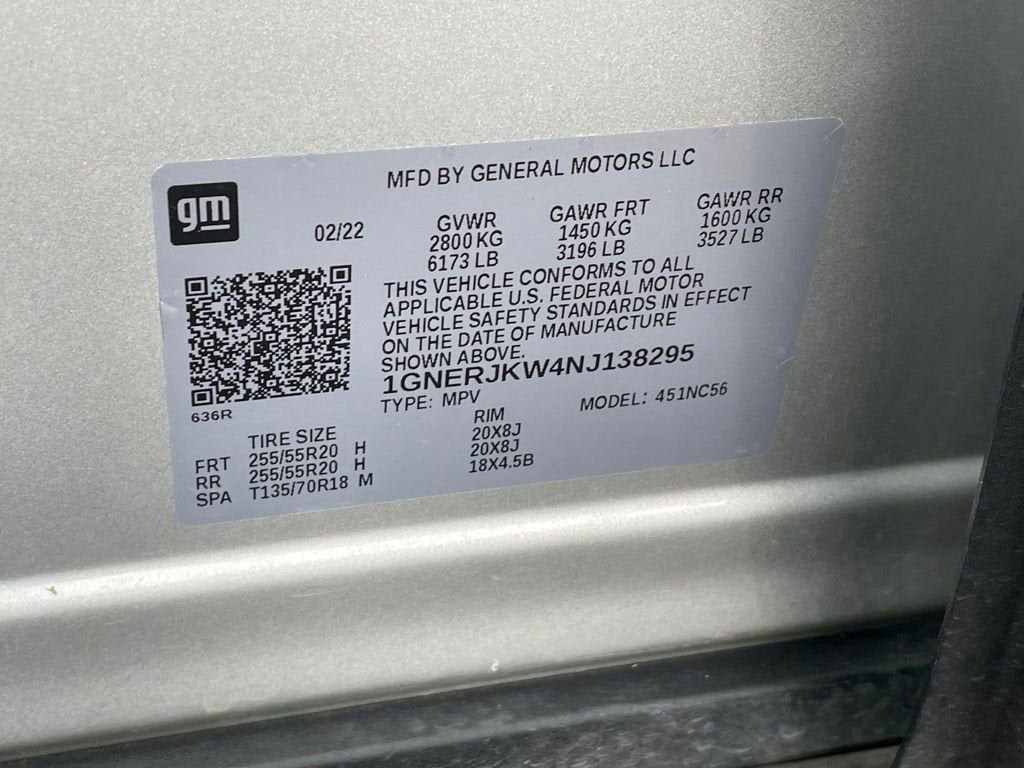 MFD BY GENERAL MOTORS LLC
gm
02/22
GVWR
2800 KG
6173 LB
GAWR FRT
1450 KG
3196 LB
GAWR RR
1600 KG
3527 LB
THIS VEHICLE CONFORMS TO ALL
APPLICABLE U.S. FEDERAL MOTOR
VEHICLE SAFETY STANDARDS IN EFFECT
ON THE DATE OF MANUFACTURE
SHOWN ABOVE.
1GNERJKW4NJ138295
TYPE: MPV MODEL: 451NC56
636R
TIRE SIZE RIM
FRT 255/55R20 H 20X8J
RR 255/55R20 H 20X8J
SPA T135/70R18 M 18X4.5B